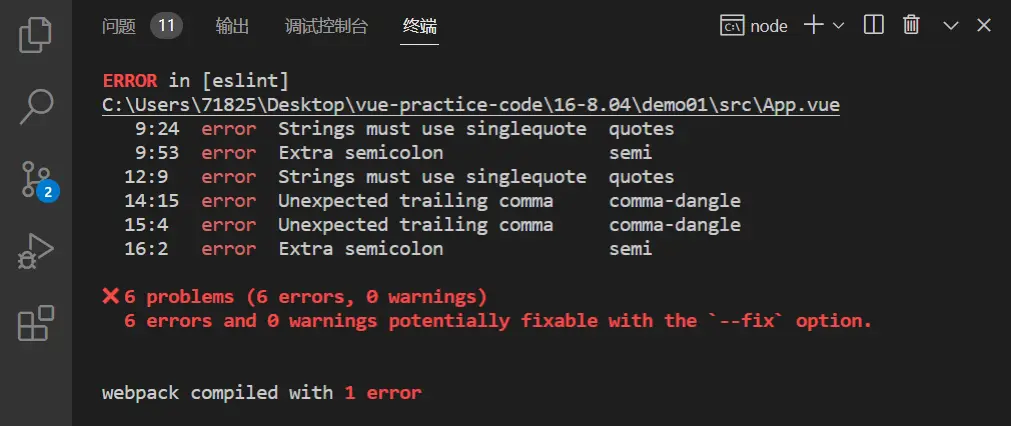 问题 11 输出 调试控制台 终端 node
ERROR in [eslint]
C:\Users\71825\Desktop\vue-practice-code\16-8.04\demo01\src\App.vue
9:24 error Strings must use singlequote quotes
9:53 error Extra semicolon semi
12:9 error Strings must use singlequote quotes
14:15 error Unexpected trailing comma comma-dangle
15:4 error Unexpected trailing comma comma-dangle
16:2 error Extra semicolon semi
2
❌ 6 problems (6 errors, 0 warnings)
6 errors and 0 warnings potentially fixable with the `--fix` option.
webpack compiled with 1 error